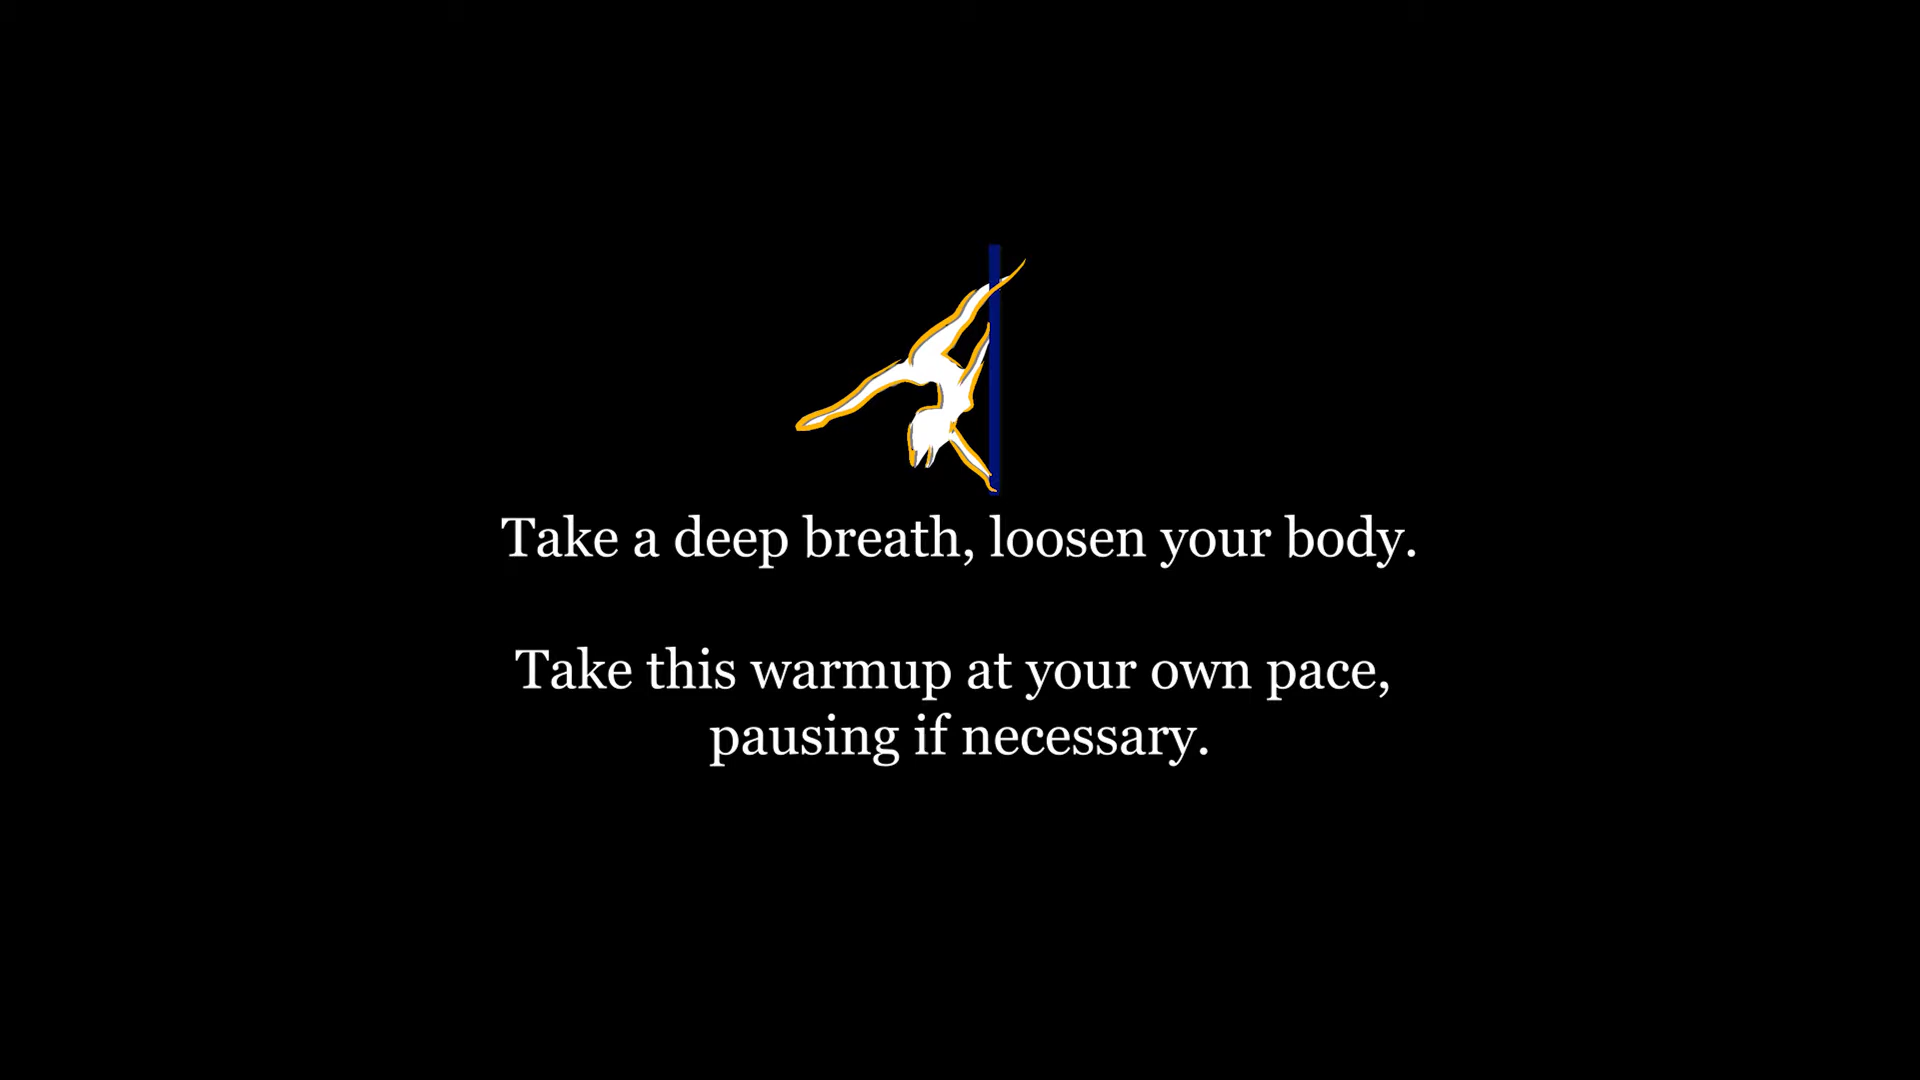 Take a deep breath, loosen your body.
Take this warmup at your own pace,
pausing if necessary.